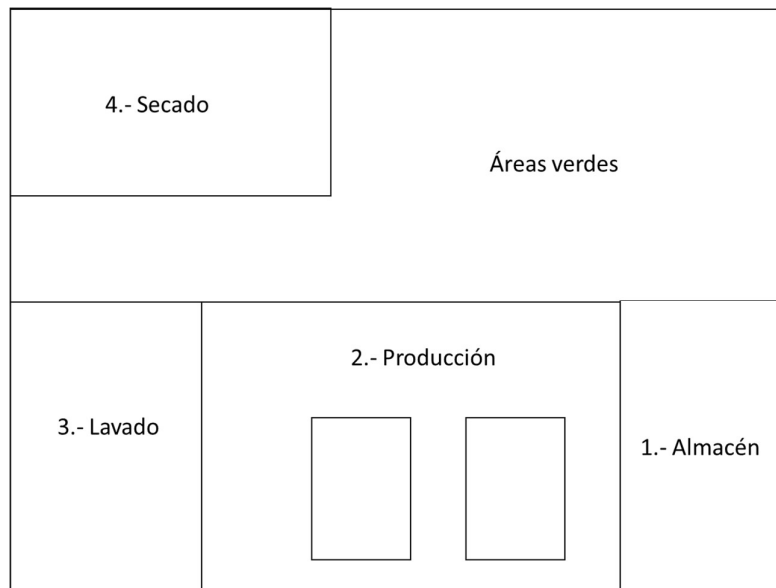 4.- Secado
Áreas verdes
2.- Producción
3.- Lavado
1.- Almacén